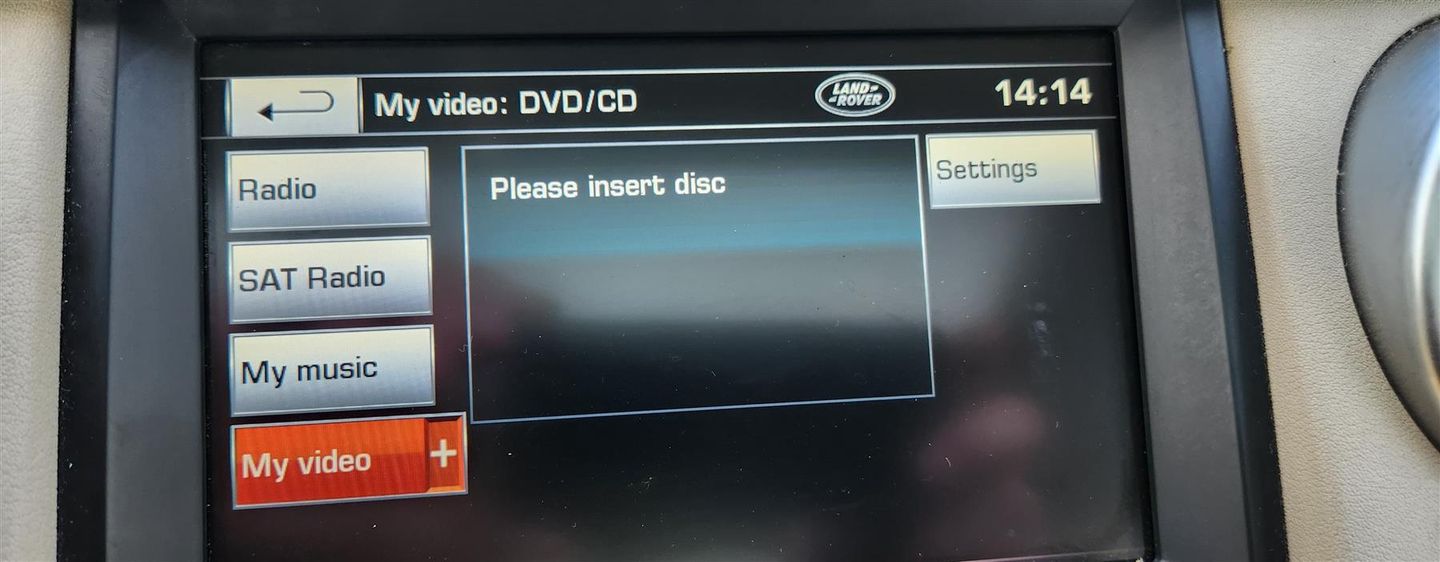 My video: DVD/CD
LAND-
-ROVER
14:14
Radio
Please insert disc
Settings
SAT Radio
My music
My video +